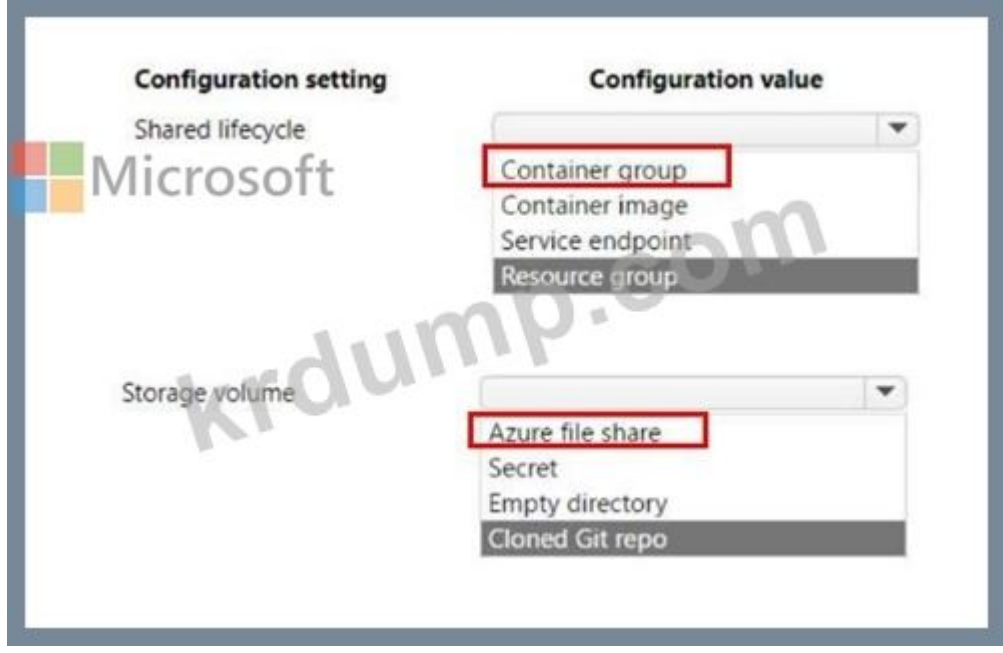 Configuration setting Configuration value
Shared lifecycle
Microsoft
Container group
Container image
Service endpoint
Resource group
krdump.com
Storage volume
Azure file share
Secret
Empty directory
Cloned Git repo